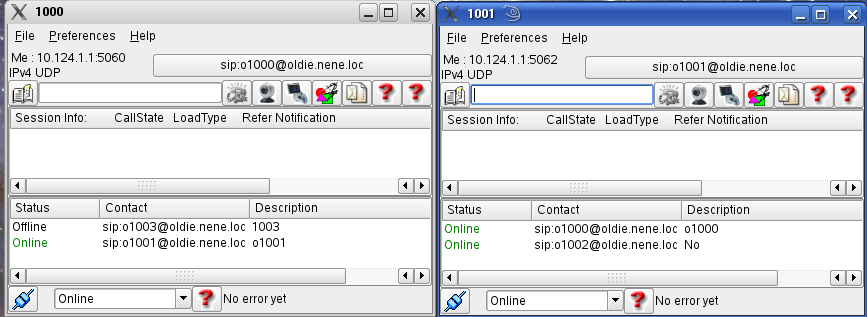 1000
File Preferences Help
Me : 10.124.1.1:5060
IPv4 UDP
sip:o1000@oldie.nene.loc
Session Info: CallState LoadType Refer Notification
Status Contact Description
Offline sip:o1003@oldie.nene.loc 1003
Online sip:o1001@oldie.nene.loc o1001
Online No error yet
1001
File Preferences Help
Me : 10.124.1.1:5062
IPv4 UDP
sip:o1001@oldie.nene.loc
Session Info: CallState LoadType Refer Notification
Status Contact Description
Online sip:o1000@oldie.nene.loc o1000
Online sip:o1002@oldie.nene.loc No
Online No error yet